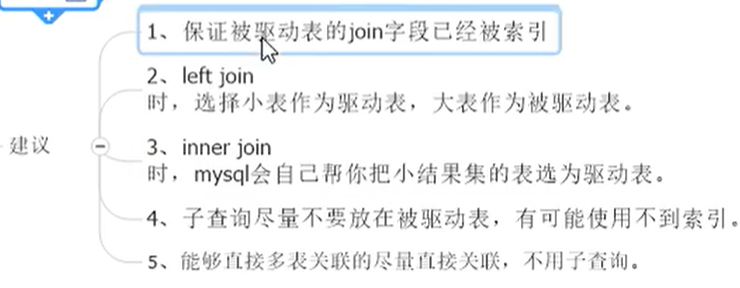 1、保证被驱动表的join字段已经被索引
2、left join
时，选择小表作为驱动表，大表作为被驱动表。
建议
3、inner join
时，mysql会自己帮你把小结果集的表选为驱动表。
4、子查询尽量不要放在被驱动表，有可能使用不到索引。
5、能够直接多表关联的尽量直接关联，不用子查询。